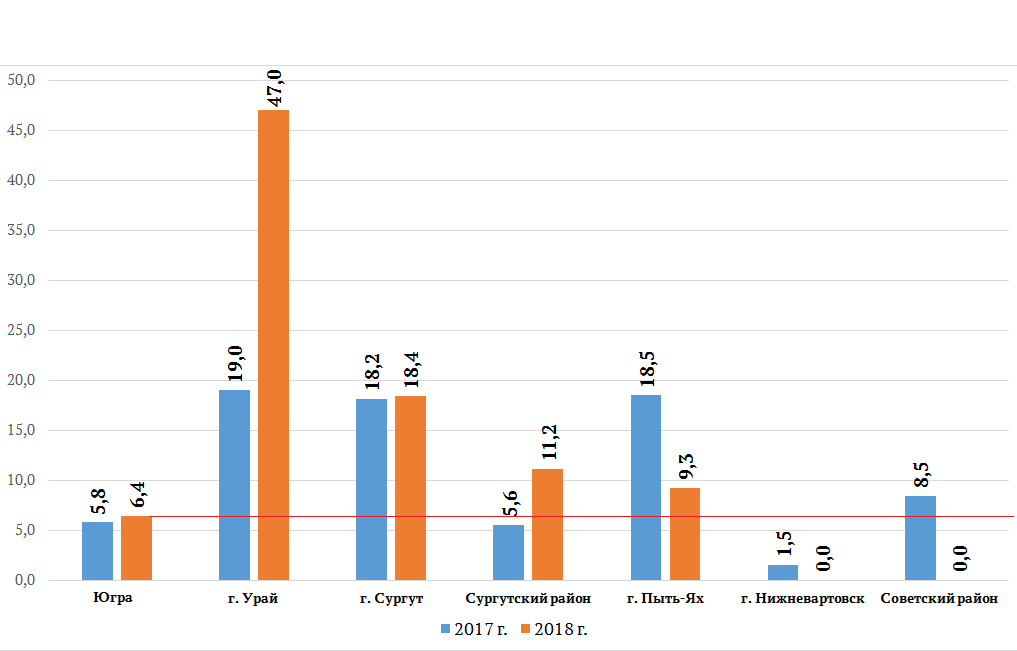 50,0
45,0
40,0
35,0
30,0
25,0
20,0
15,0
10,0
5,0
0,0
5,8
6,4
19,0
47,0
18,2
18,4
5,6
11,2
18,5
9,3
1,5
0,0
8,5
0,0
Югра
г. Урай
г. Сургут
Сургутский район
г. Пыть-Ях
г. Нижневартовск
Советский район
2017 г.
2018 г.